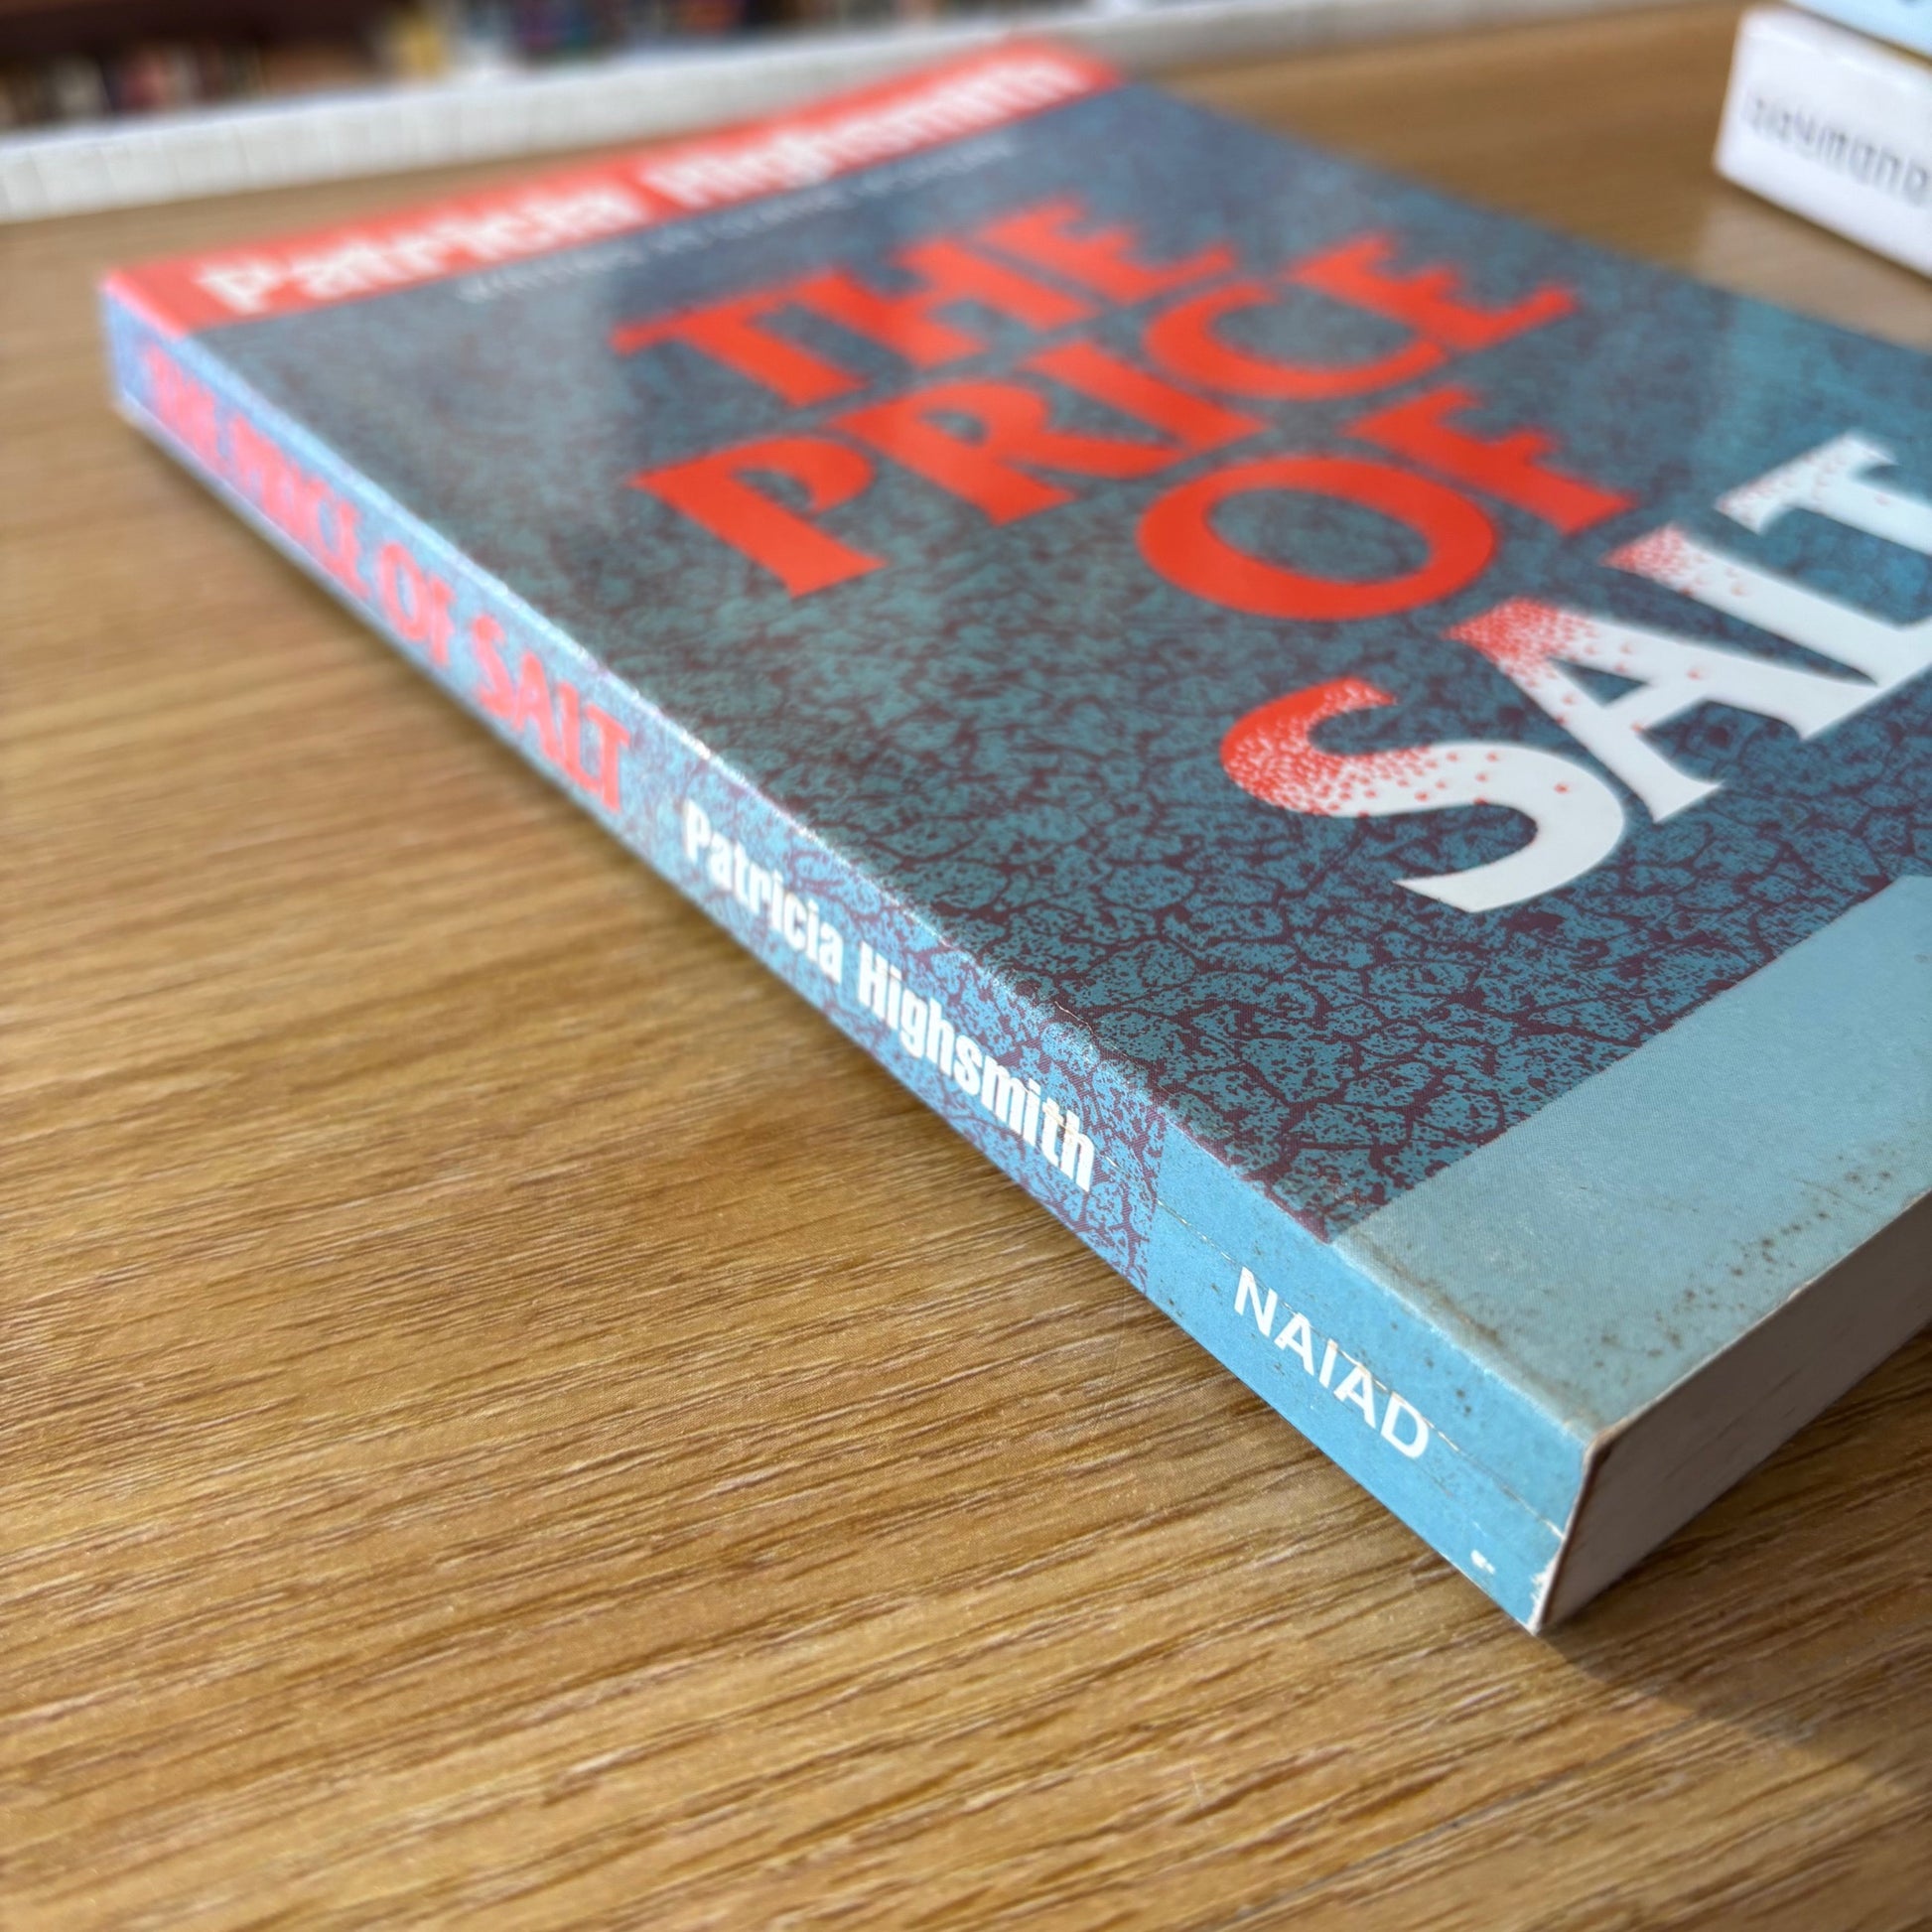 Patricia Highsmith
THE
PRICE
OF
SALT
THE PRICE OF SALT
Patricia Highsmith
NAIAD